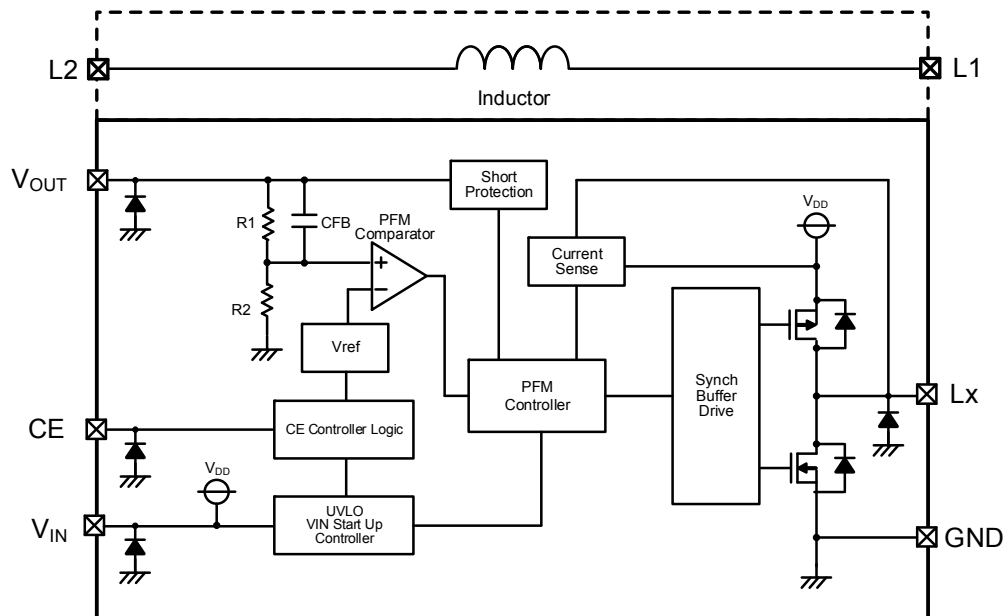 L2
L1
Inductor
VOUT
Short
Protection
R1
CFB
PFM
Comparator
VDD
Current
Sense
+
−
R2
Vref
PFM
Controller
Synch
Buffer
Drive
Lx
CE
CE Controller Logic
VDD
VIN
UVLO
VIN Start Up
Controller
GND